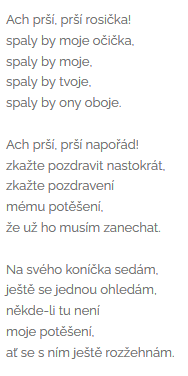 Ach prší, prší rosička!
spaly by moje očička,
spaly by moje,
spaly by tvoje,
spaly by ony oboje.

Ach prší, prší napořád!
zkažte pozdravit nastokrát,
zkažte pozdravení
mému potěšení,
že už ho musím zanechat.

Na svého koníčka sedám,
ještě se jednou ohledám,
někde-li tu není
moje potěšení,
ať se s ním ještě rozžehnám.